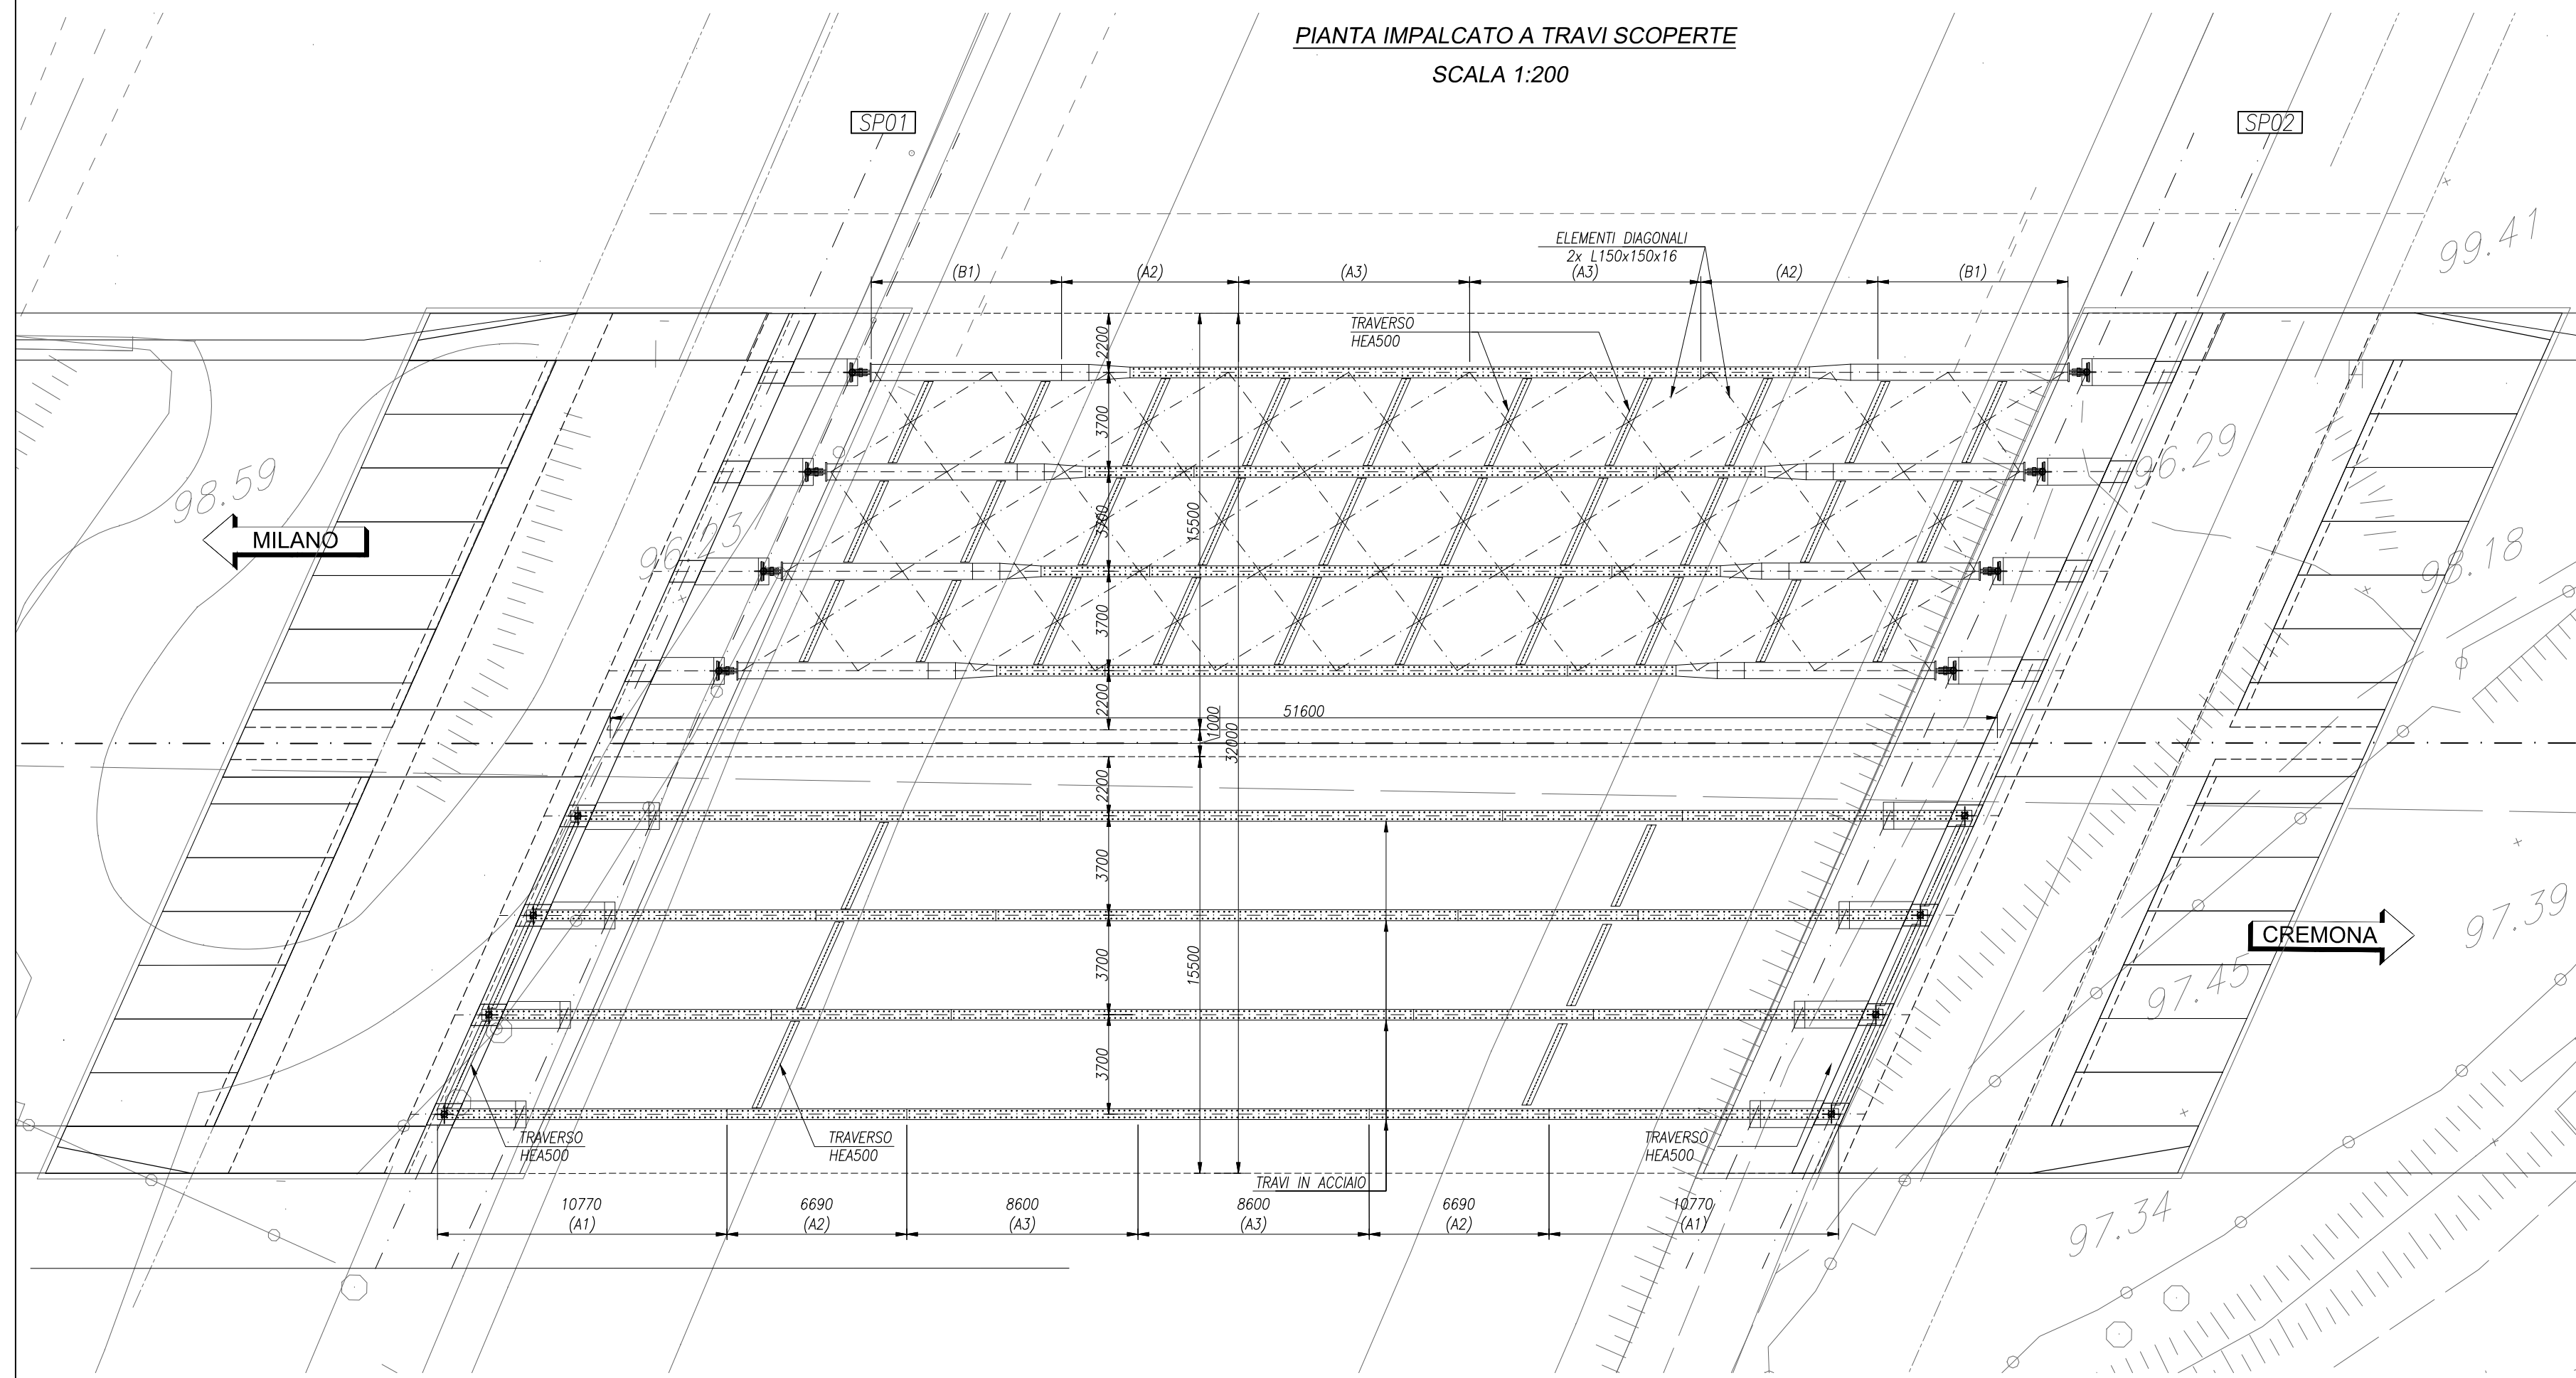 PIANTA IMPALCATO A TRAVI SCOPERTE
SCALA 1:200
SP01
SP02
99.41
ELEMENTI DIAGONALI
2x L150x150x16
(B1)
(A2)
(A3)
(A3)
(A2)
(B1)
TRAVERSO
HEA500
2200
3700
3700
3700
2200
15500
1000
32000
51600
98.59
96.23
96.29
98.18
MILANO
2200
3700
3700
3700
15500
CREMONA
97.39
97.45
97.34
TRAVERSO
HEA500
TRAVERSO
HEA500
TRAVERSO
HEA500
TRAVI IN ACCIAIO
10770
(A1)
6690
(A2)
8600
(A3)
8600
(A3)
6690
(A2)
10770
(A1)